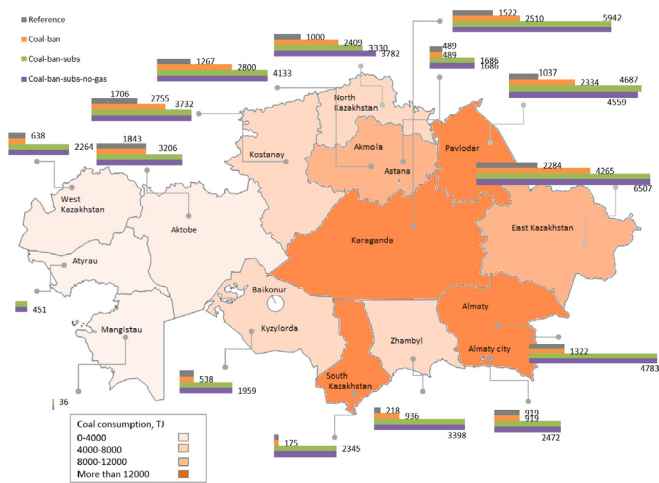 Reference
Coal-ban
Coal-ban-subs
Coal-ban-subs-no-gas
1522
2510
5942
1000
2409
3330
3782
489
489
1686
1686
1267
2800
4133
1037
2334
4687
4559
1706
2755
3732
638
2264
1843
3206
2284
4265
6507
North
Kazakhstan
Kostanay
Akmola
Astana
Pavlodar
West
Kazakhstan
Aktobe
Karaganda
East Kazakhstan
Atyrau
451
Baikonur
Kyzylorda
Mangistau
Zhambyl
Almaty
Almaty city
South
Kazakhstan
1322
4783
538
1959
36
218
936
3398
919
919
2472
175
2345
Coal consumption, TJ
0-4000
4000-8000
8000-12000
More than 12000